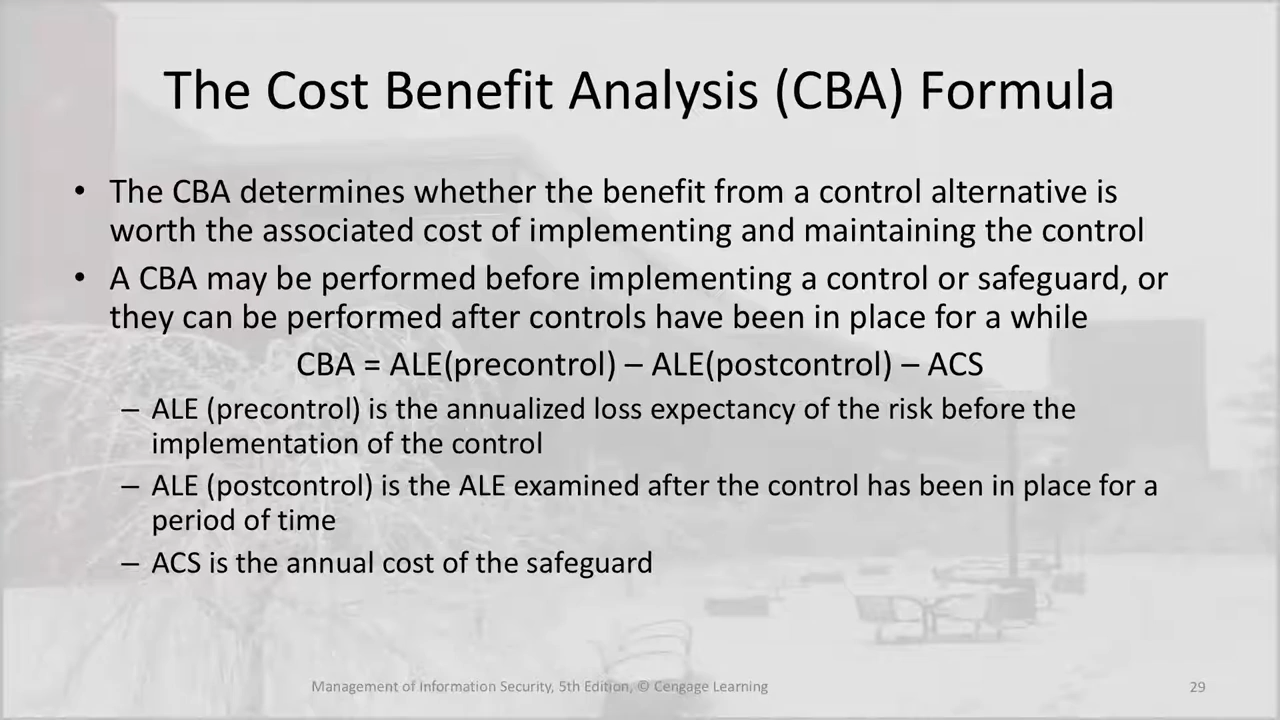 The Cost Benefit Analysis (CBA) Formula
• The CBA determines whether the benefit from a control alternative is
worth the associated cost of implementing and maintaining the control
• A CBA may be performed before implementing a control or safeguard, or
they can be performed after controls have been in place for a while
CBA = ALE(precontrol) – ALE(postcontrol) – ACS
– ALE (precontrol) is the annualized loss expectancy of the risk before the
implementation of the control
– ALE (postcontrol) is the ALE examined after the control has been in place for a
period of time
– ACS is the annual cost of the safeguard
Management of Information Security, 5th Edition, © Cengage Learning
29